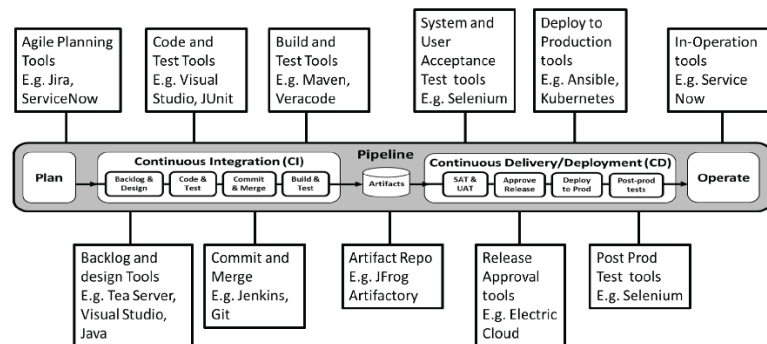 Agile Planning
Tools
E.g. Jira,
ServiceNow
Code and
Test Tools
E.g. Visual
Studio, JUnit
Build and
Test Tools
E.g. Maven,
Veracode
System and
User
Acceptance
Test tools
E.g. Selenium
Deploy to
Production
tools
E.g. Ansible,
Kubernetes
In-Operation
tools
E.g. Service
Now
Pipeline
Plan
Continuous Integration (CI)
Backlog &
Design
Code &
Test
Commit
& Merge
Build &
Test
Artifacts
Continuous Delivery/Deployment (CD)
SAT &
UAT
Approve
Release
Deploy
to Prod
Post-prod
tests
Operate
Backlog and
design Tools
E.g. Tea Server,
Visual Studio,
Java
Commit and
Merge
E.g. Jenkins,
Git
Artifact Repo
E.g. JFrog
Artifactory
Release
Approval
tools
E.g. Electric
Cloud
Post Prod
Test tools
E.g. Selenium